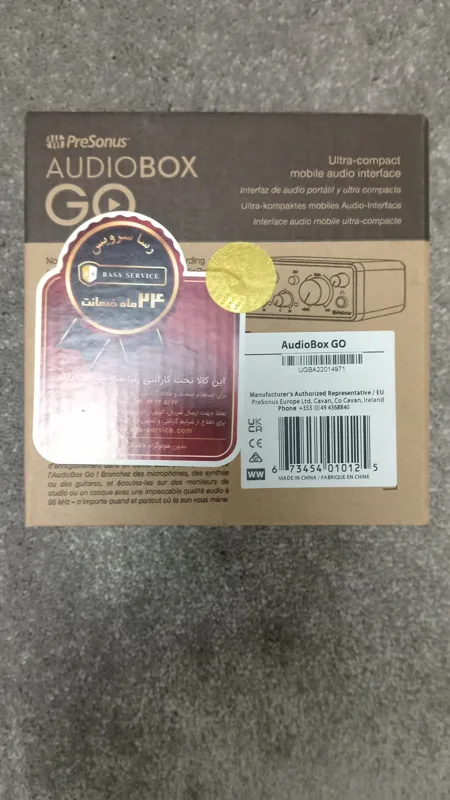 PreSonus
AUDIOBOX
GO
Ultra-compact
mobile audio interface
Interfaz de audio portátil y ultra compacta
Ultra-kompaktes mobiles Audio-Interface
Interface audio mobile ultra-compacte
رسا سرویس
RASA SERVICE
۲۴ ماه ضمانت
این کالا تحت گارانتی رسا
بدون هولوگرام
AudioBox GO
UGBA22014971
Manufacturer's Authorized Representative / EU
PreSonus Europe Ltd, Cavan, Co Cavan, Ireland
Phone +353 (0)49 4368840
UK
CA
CE
WW
6 73454 01012 5
MADE IN CHINA / FABRIQUE EN CHINE
l'AudioBox Go ! Branchez des microphones, des synthés
ou des guitares, et écoutez-les sur des moniteurs de
studio ou un casque avec une impeccable qualité audio à
96 kHz – n'importe quand et partout où le son vous mène.